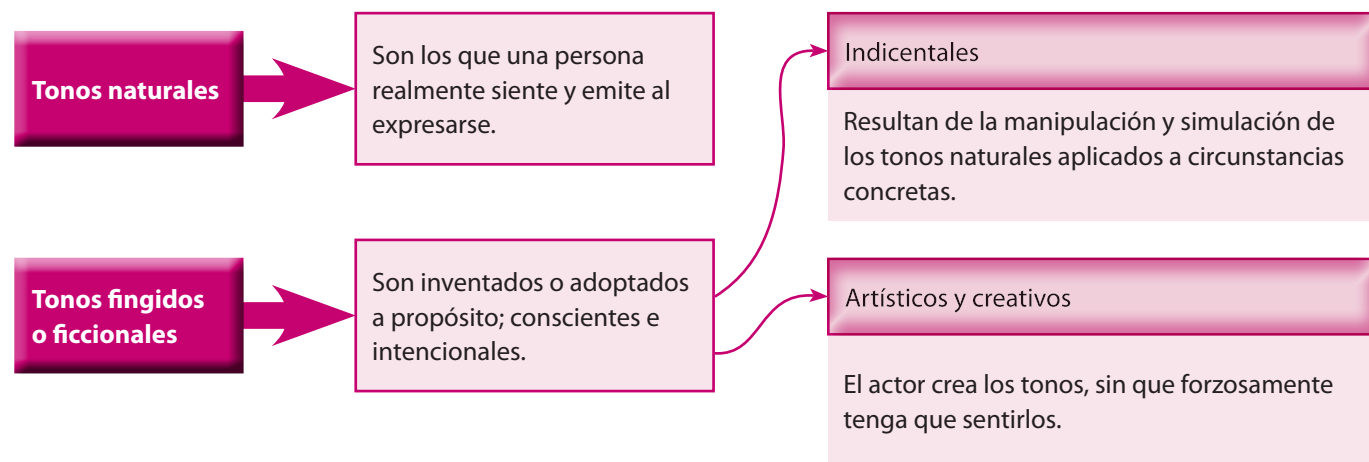 Tonos naturales
Son los que una persona
realmente siente y emite al
expresarse.
Indicentales
Resultan de la manipulación y simulación de
los tonos naturales aplicados a circunstancias
concretas.
Tonos fingidos
o ficcionales
Son inventados o adoptados
a propósito; conscientes e
intencionales.
Artísticos y creativos
El actor crea los tonos, sin que forzosamente
tenga que sentirlos.